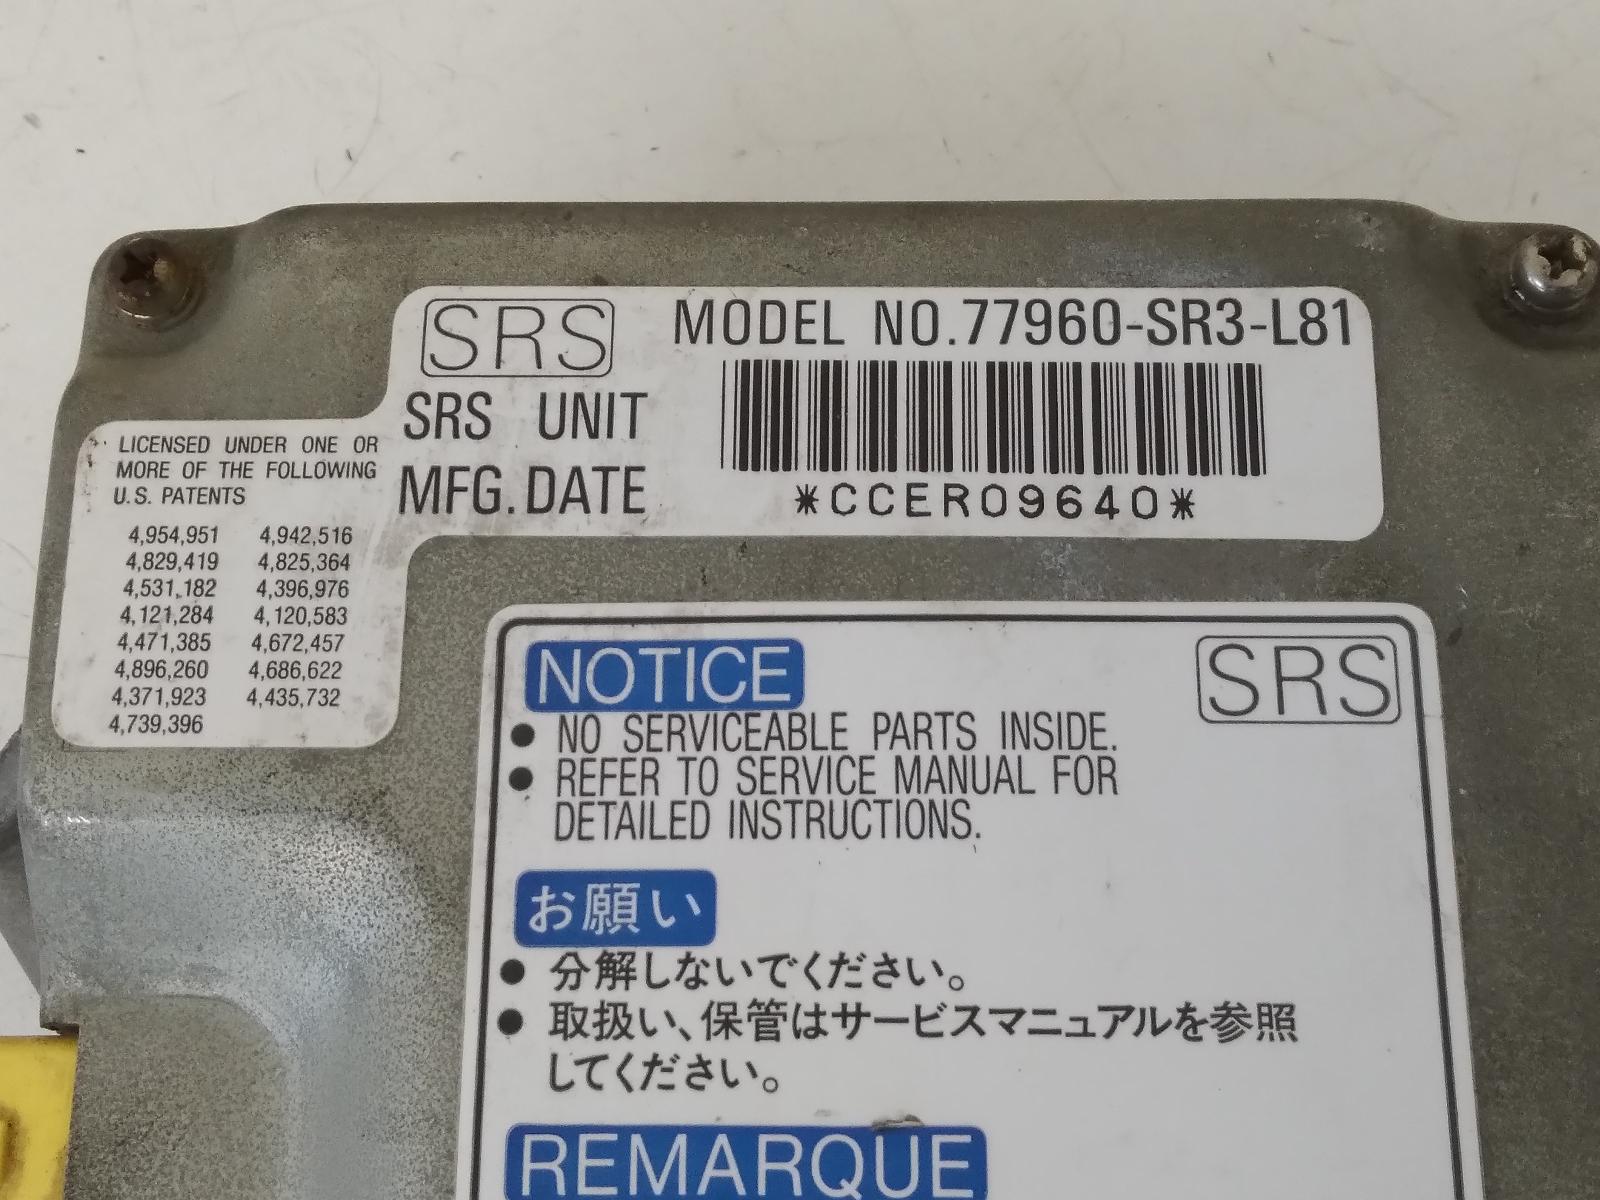 SRS MODEL NO.77960-SR3-L81
SRS UNIT
MFG.DATE *CCER09640*
LICENSED UNDER ONE OR
MORE OF THE FOLLOWING
U.S. PATENTS
4,954,951 4,942,516
4,829,419 4,825,364
4,531,182 4,396,976
4,121,284 4,120,583
4,471,385 4,672,457
4,896,260 4,686,622
4,371,923 4,435,732
4,739,396
NOTICE SRS
● NO SERVICEABLE PARTS INSIDE.
● REFER TO SERVICE MANUAL FOR
DETAILED INSTRUCTIONS.
お願い
● 分解しないでください。
● 取扱い、保管はサービスマニュアルを参照
してください。
REMARQUE